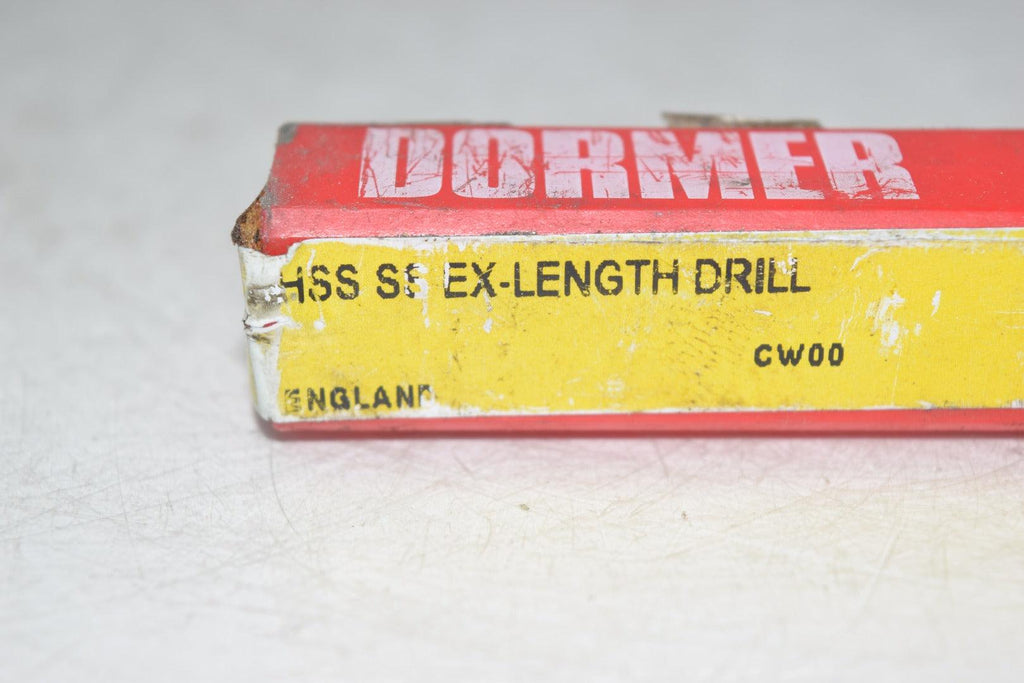 DORMER
HSS SS EX-LENGTH DRILL
CW00
ENGLAND